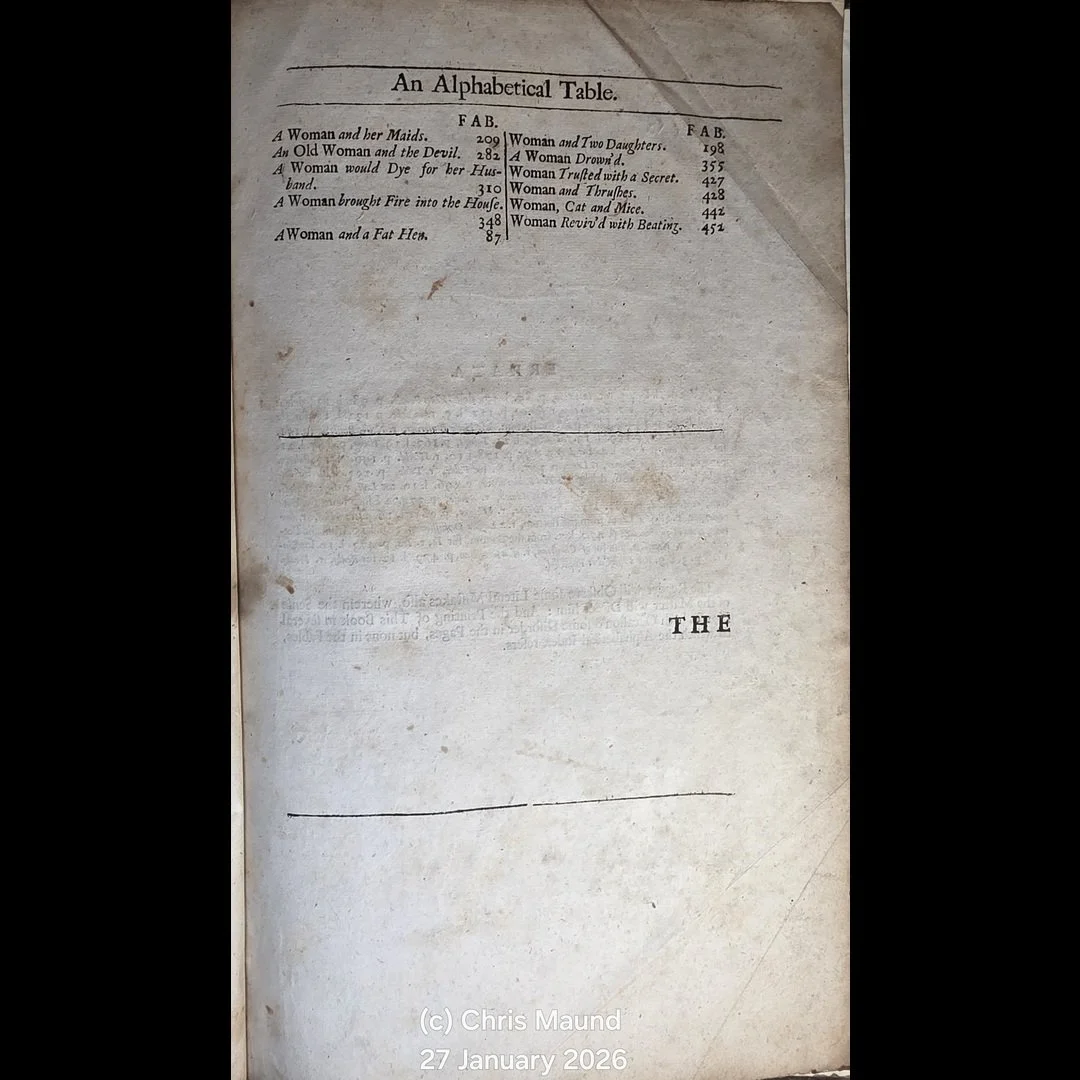 An Alphabetical Table.
FAB.
A Woman and her Maids. 209
An Old Woman and the Devil. 282
A Woman would Dye for her Hus-
band. 310
A Woman brought Fire into the House.
348
A Woman and a Fat Hen. 87
FAB.
Woman and Two Daughters. 198
A Woman Drown'd. 355
Woman Trusted with a Secret. 427
Woman and Thrushes. 428
Woman, Cat and Mice. 442
Woman Reviv'd with Beating. 452
THE
(c) Chris Maund
27 January 2026